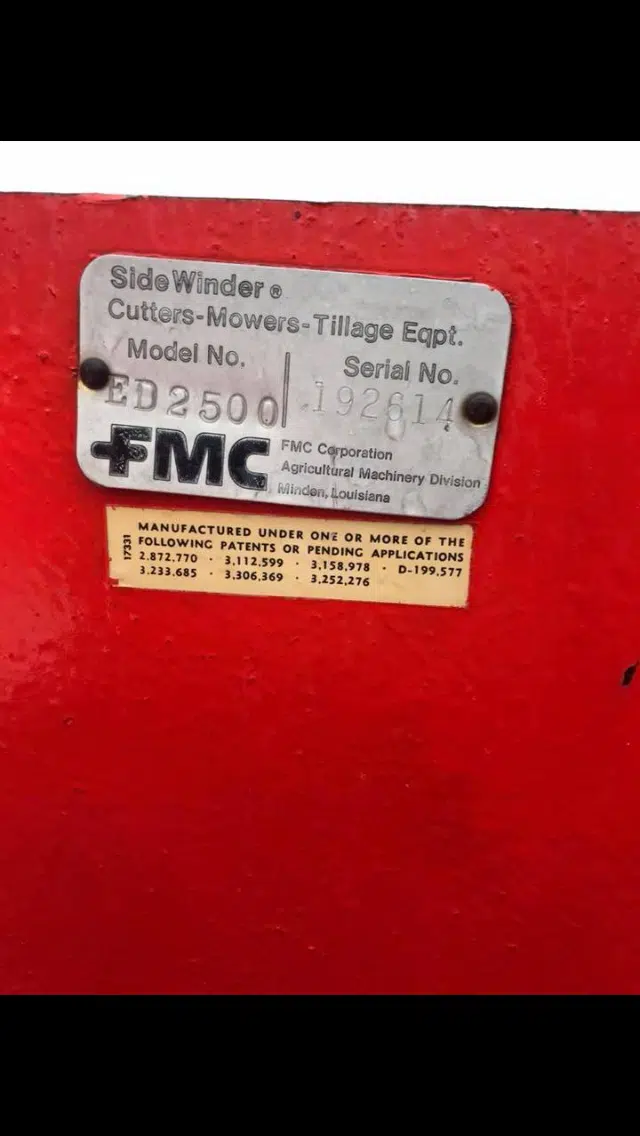 SideWinder ®
Cutters-Mowers-Tillage Eqpt.
Model No. Serial No.
ED2500 192614
FMC
FMC Corporation
Agricultural Machinery Division
Minden, Louisiana
17331
MANUFACTURED UNDER ONE OR MORE OF THE
FOLLOWING PATENTS OR PENDING APPLICATIONS
2.872.770 · 3,112.599 · 3,158.978 · D-199.577
3.233.685 · 3,306.369 · 3,252,276